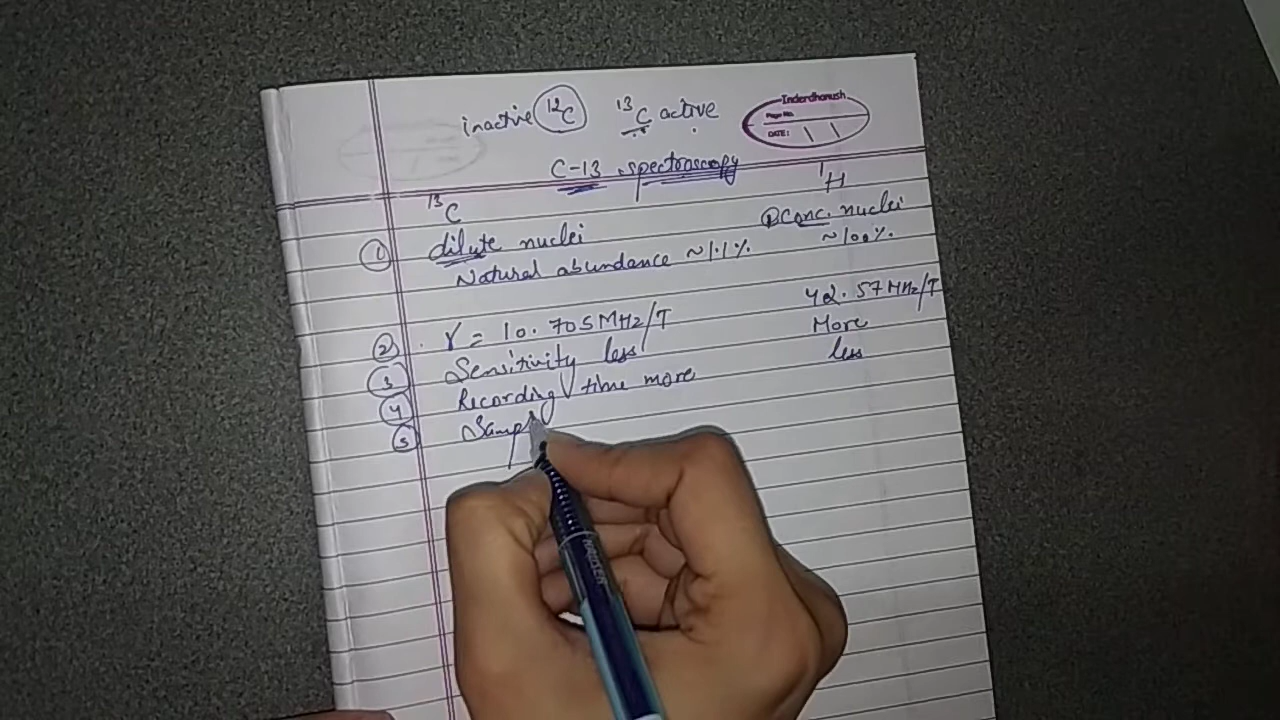 inactive ¹²C ¹³C active
Inderdhanush
Page No.
DATE:
C-13 spectroscopy
¹³C ¹H
① dilute nuclei conc. nuclei
Natural abundance ~1.1% ~100%
② γ = 10.705 MHz/T 42.57 MHz/T
③ Sensitivity less More
④ Recording time more less
⑤ Samp